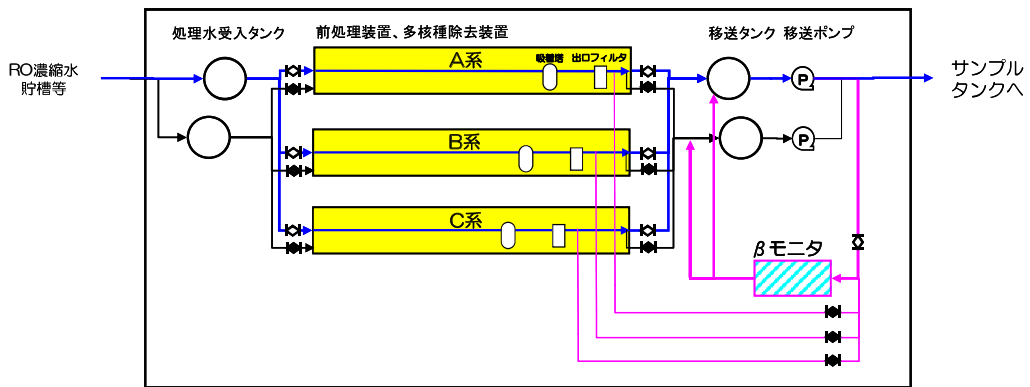 処理水受入タンク
前処理装置、多核種除去装置
移送タンク 移送ポンプ
RO濃縮水
貯槽等
A系
吸着塔 出口フィルタ
P
サンプル
タンクへ
B系
P
C系
βモニタ